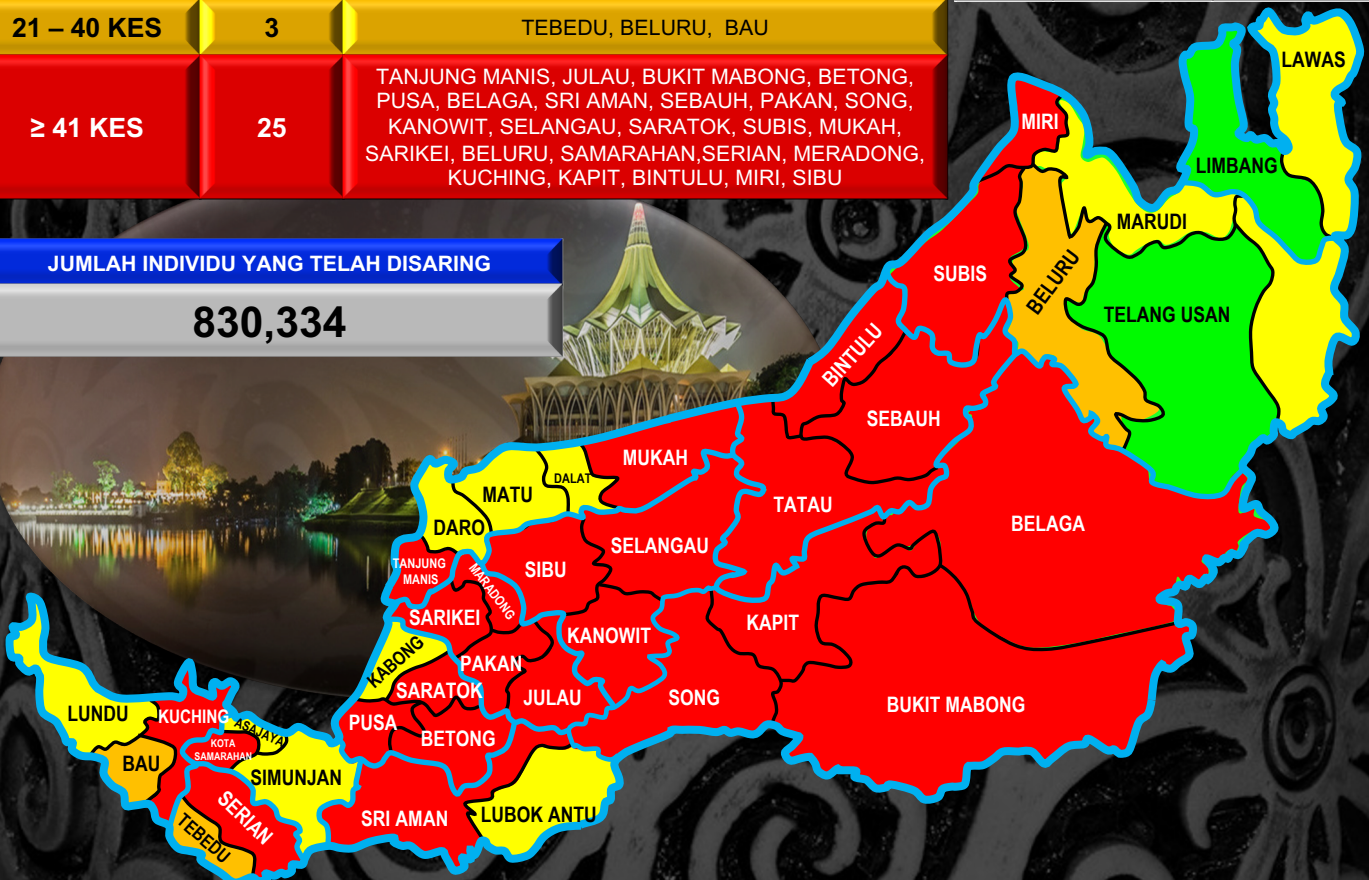 21 – 40 KES
3
TEBEDU, BELURU, BAU
≥ 41 KES
25
TANJUNG MANIS, JULAU, BUKIT MABONG, BETONG,
PUSA, BELAGA, SRI AMAN, SEBAUH, PAKAN, SONG,
KANOWIT, SELANGAU, SARATOK, SUBIS, MUKAH,
SARIKEI, BELURU, SAMARAHAN,SERIAN, MERADONG,
KUCHING, KAPIT, BINTULU, MIRI, SIBU
JUMLAH INDIVIDU YANG TELAH DISARING
830,334
LAWAS
MIRI
LIMBANG
MARUDI
SUBIS
BELURU
TELANG USAN
BINTULU
SEBAUH
MUKAH
DALAT
MATU
TATAU
DARO
BELAGA
SELANGAU
TANJUNG
MANIS
SIBU
MARADONG
SARIKEI
KAPIT
KANOWIT
KABONG
PAKAN
SARATOK
JULAU
SONG
BUKIT MABONG
LUNDU
KUCHING
PUSA
ASAJAYA
BETONG
KOTA
SAMARAHAN
BAU
SIMUNJAN
SERIAN
SRI AMAN
LUBOK ANTU
TEBEDU